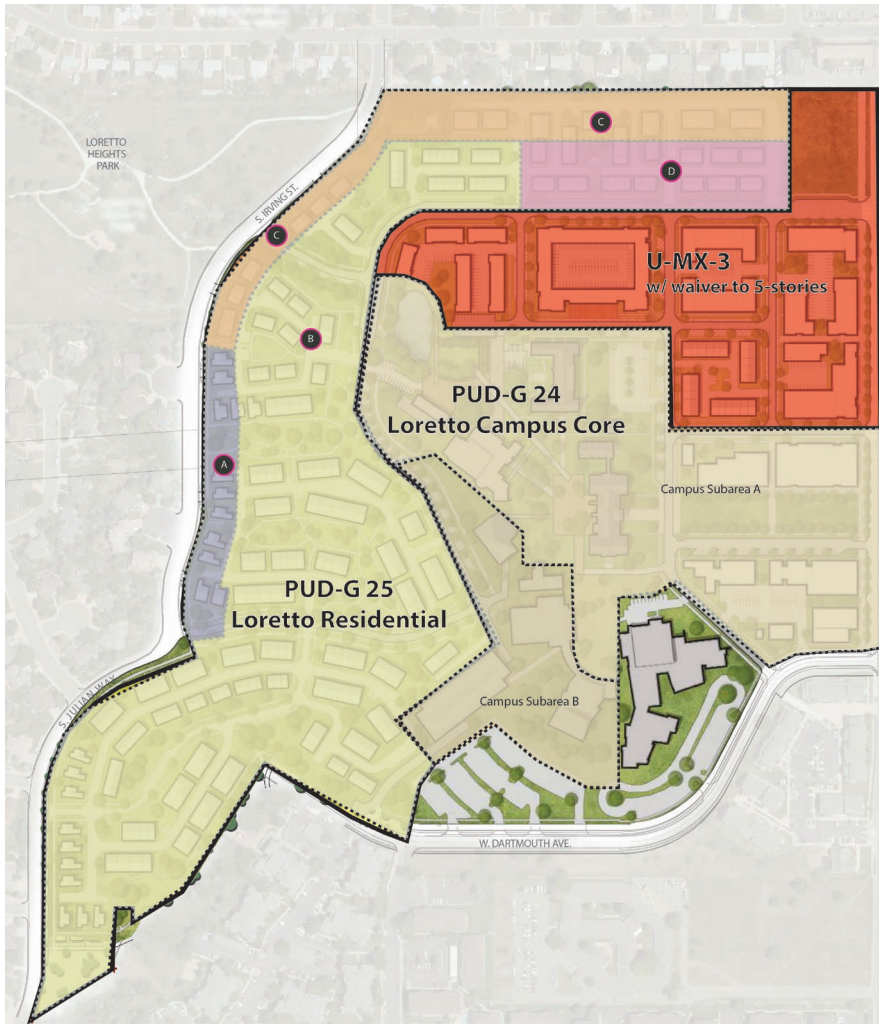 LORETTO
HEIGHTS
PARK
C
D
S. IRVING ST.
C
U-MX-3
w/ waiver to 5-stories
B
PUD-G 24
Loretto Campus Core
A
Campus Subarea A
PUD-G 25
Loretto Residential
S. JULIAN WAY
Campus Subarea B
W. DARTMOUTH AVE.